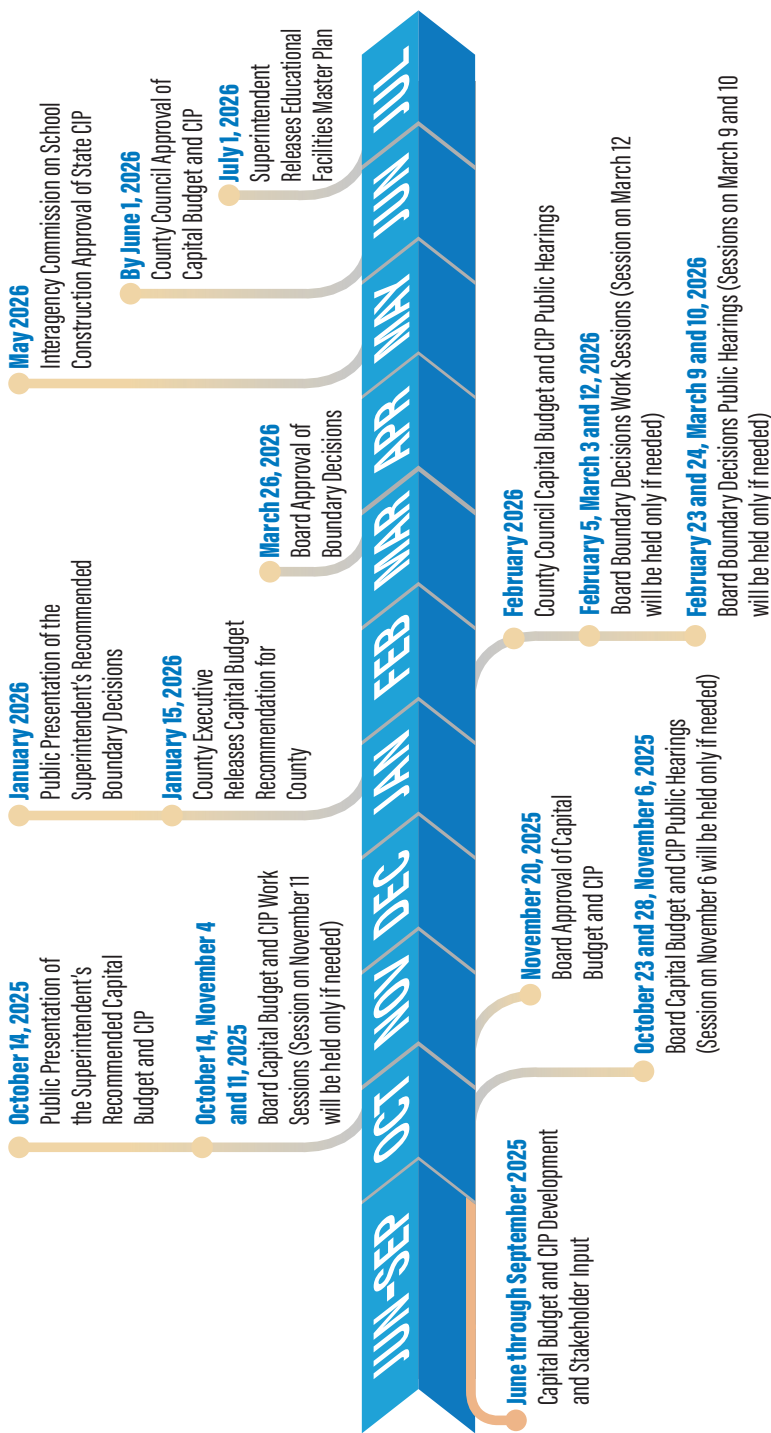 October 14, 2025
Public Presentation of
the Superintendent's
Recommended Capital
Budget and CIP
October 14, November 4
and 11, 2025
Board Capital Budget and CIP Work
Sessions (Session on November 11
will be held only if needed)
January 2026
Public Presentation of the
Superintendent's Recommended
Boundary Decisions
January 15, 2026
County Executive
Releases Capital Budget
Recommendation for
County
March 26, 2026
Board Approval of
Boundary Decisions
May 2026
Interagency Commission on School
Construction Approval of State CIP
By June 1, 2026
County Council Approval of
Capital Budget and CIP
July 1, 2026
Superintendent
Releases Educational
Facilities Master Plan
JUN-SEP
OCT
NOV
DEC
JAN
FEB
MAR
APR
MAY
JUN
JUL
June through September 2025
Capital Budget and CIP Development
and Stakeholder Input
November 20, 2025
Board Approval of Capital
Budget and CIP
October 23 and 28, November 6, 2025
Board Capital Budget and CIP Public Hearings
(Session on November 6 will be held only if needed)
February 2026
County Council Capital Budget and CIP Public Hearings
February 5, March 3 and 12, 2026
Board Boundary Decisions Work Sessions (Session on March 12
will be held only if needed)
February 23 and 24, March 9 and 10, 2026
Board Boundary Decisions Public Hearings (Sessions on March 9 and 10
will be held only if needed)